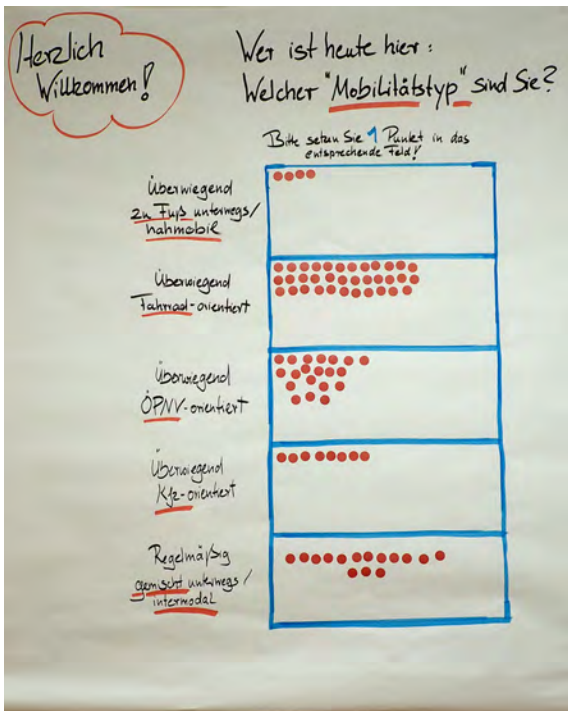 Herzlich
Willkommen!
Wer ist heute hier:
Welcher "Mobilitätstyp" sind Sie?
Bitte setzen Sie 1 Punkt in das
entsprechende Feld!
Überwiegend
zu Fuß unterwegs/
nahmobil
Überwiegend
Fahrrad-orientiert
Überwiegend
ÖPNV-orientiert
Überwiegend
Kfz-orientiert
Regelmäßig
gemischt unterwegs/
intermodal